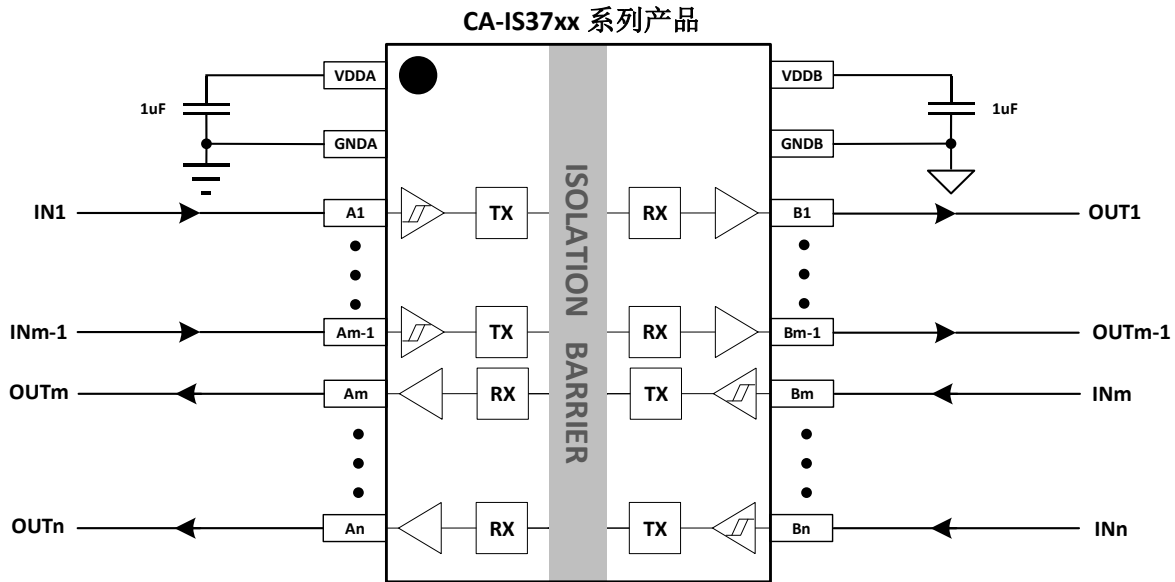 CA-IS37xx 系列产品
VDDA
VDDB
1uF
1uF
GNDA
GNDB
ISOLATION BARRIER
IN1
A1
TX
RX
B1
OUT1
INm-1
Am-1
TX
RX
Bm-1
OUTm-1
OUTm
Am
RX
TX
Bm
INm
OUTn
An
RX
TX
Bn
INn